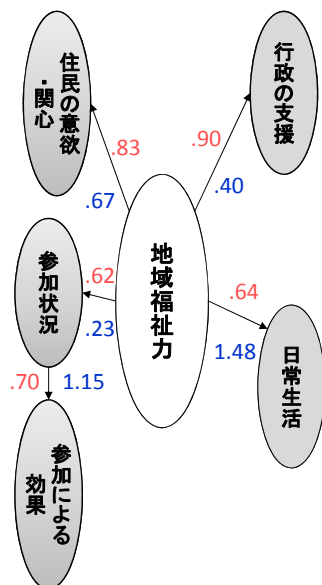 住民の意欲
・関心
行政の支援
.83
.67
.90
.40
地域福祉力
参加状況
.62
.23
.64
1.48
日常生活
.70
1.15
参加による
効果